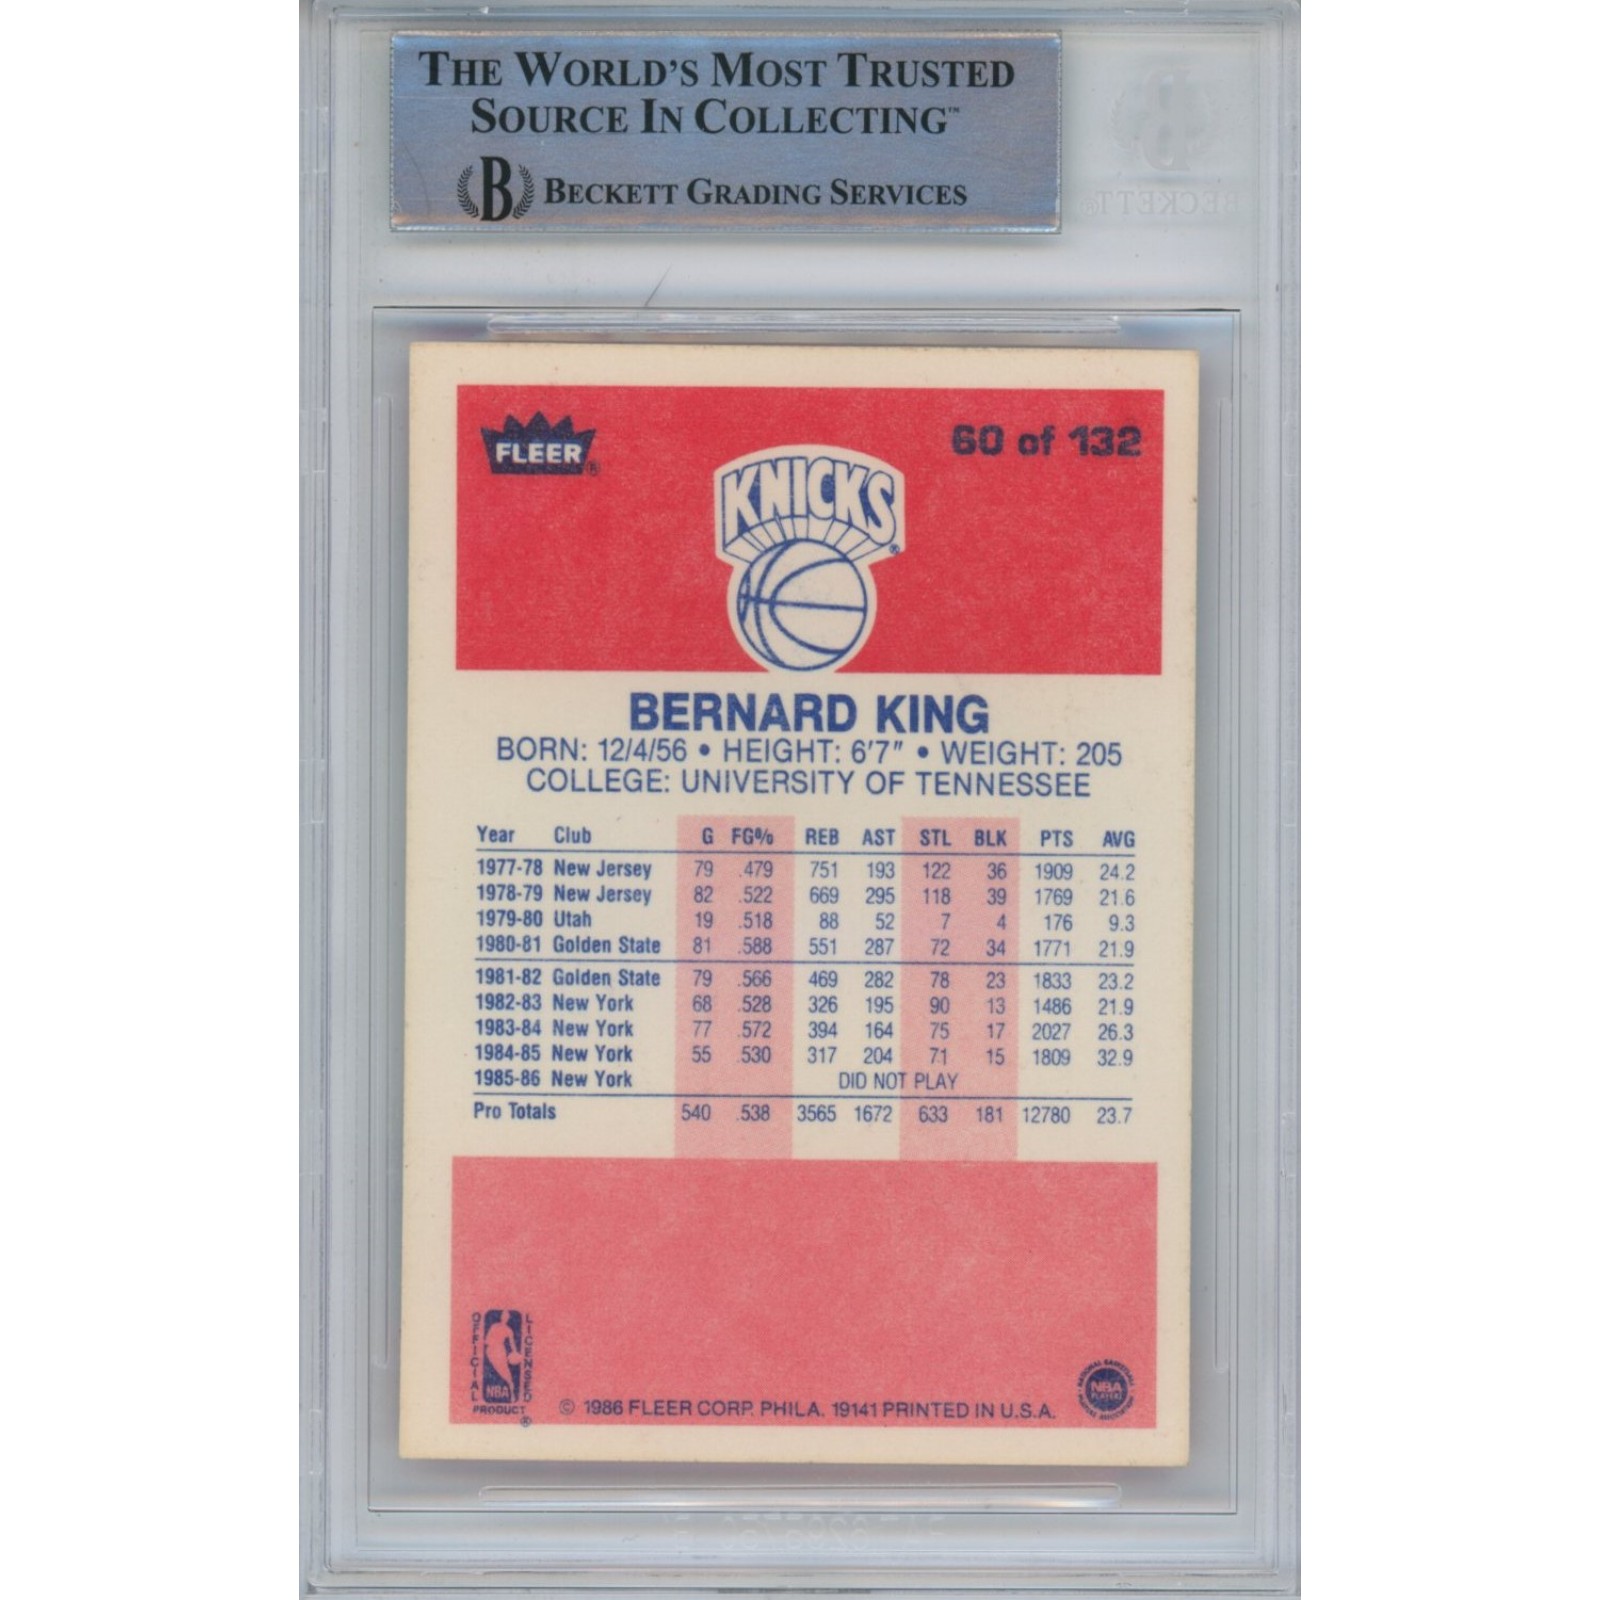 THE WORLD'S MOST TRUSTED
SOURCE IN COLLECTING™
B BECKETT GRADING SERVICES
BECKETT
FLEER®
60 of 132
KNICKS®
BERNARD KING
BORN: 12/4/56 • HEIGHT: 6'7" • WEIGHT: 205
COLLEGE: UNIVERSITY OF TENNESSEE
Year Club G FG% REB AST STL BLK PTS AVG
1977-78 New Jersey 79 .479 751 193 122 36 1909 24.2
1978-79 New Jersey 82 .522 669 295 118 39 1769 21.6
1979-80 Utah 19 .518 88 52 7 4 176 9.3
1980-81 Golden State 81 .588 551 287 72 34 1771 21.9
1981-82 Golden State 79 .566 469 282 78 23 1833 23.2
1982-83 New York 68 .528 326 195 90 13 1486 21.9
1983-84 New York 77 .572 394 164 75 17 2027 26.3
1984-85 New York 55 .530 317 204 71 15 1809 32.9
1985-86 New York DID NOT PLAY
Pro Totals 540 .538 3565 1672 633 181 12780 23.7
OFFICIAL LICENSED
NBA
PRODUCT ®
© 1986 FLEER CORP. PHILA. 19141 PRINTED IN U.S.A.
NATIONAL BASKETBALL
NBA
PLAYERS
PLAYERS ASSOCIATION